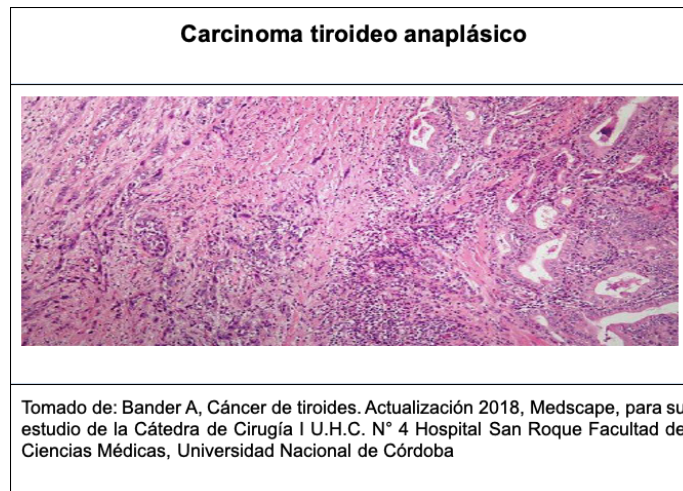 Carcinoma tiroideo anaplásico
Tomado de: Bander A, Cáncer de tiroides. Actualización 2018, Medscape, para su
estudio de la Cátedra de Cirugía I U.H.C. N° 4 Hospital San Roque Facultad de
Ciencias Médicas, Universidad Nacional de Córdoba